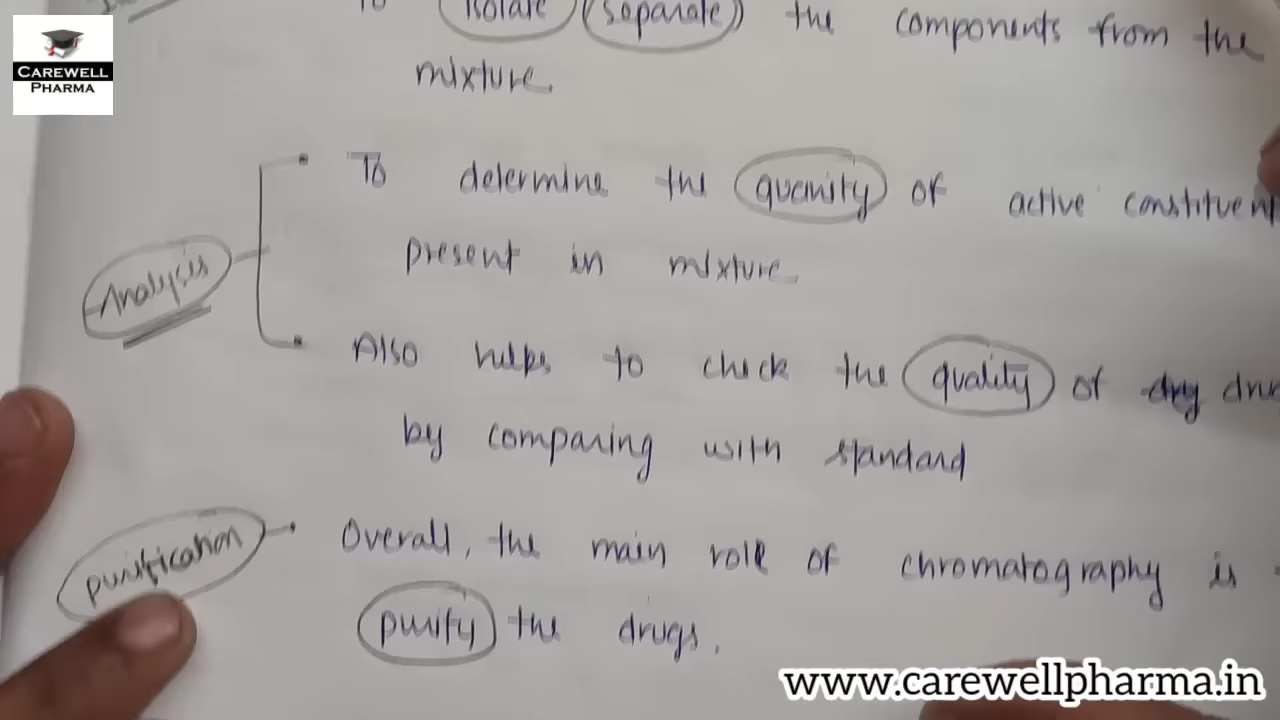 CAREWELL
PHARMA
To isolate (separate) the components from the
mixture.
To determine the quanity of active constituent
present in mixture.
Analysis
Also helps to check the quality of dry drug
by comparing with standard
purification
Overall, the main role of chromatography is
purify the drugs.
www.carewellpharma.in